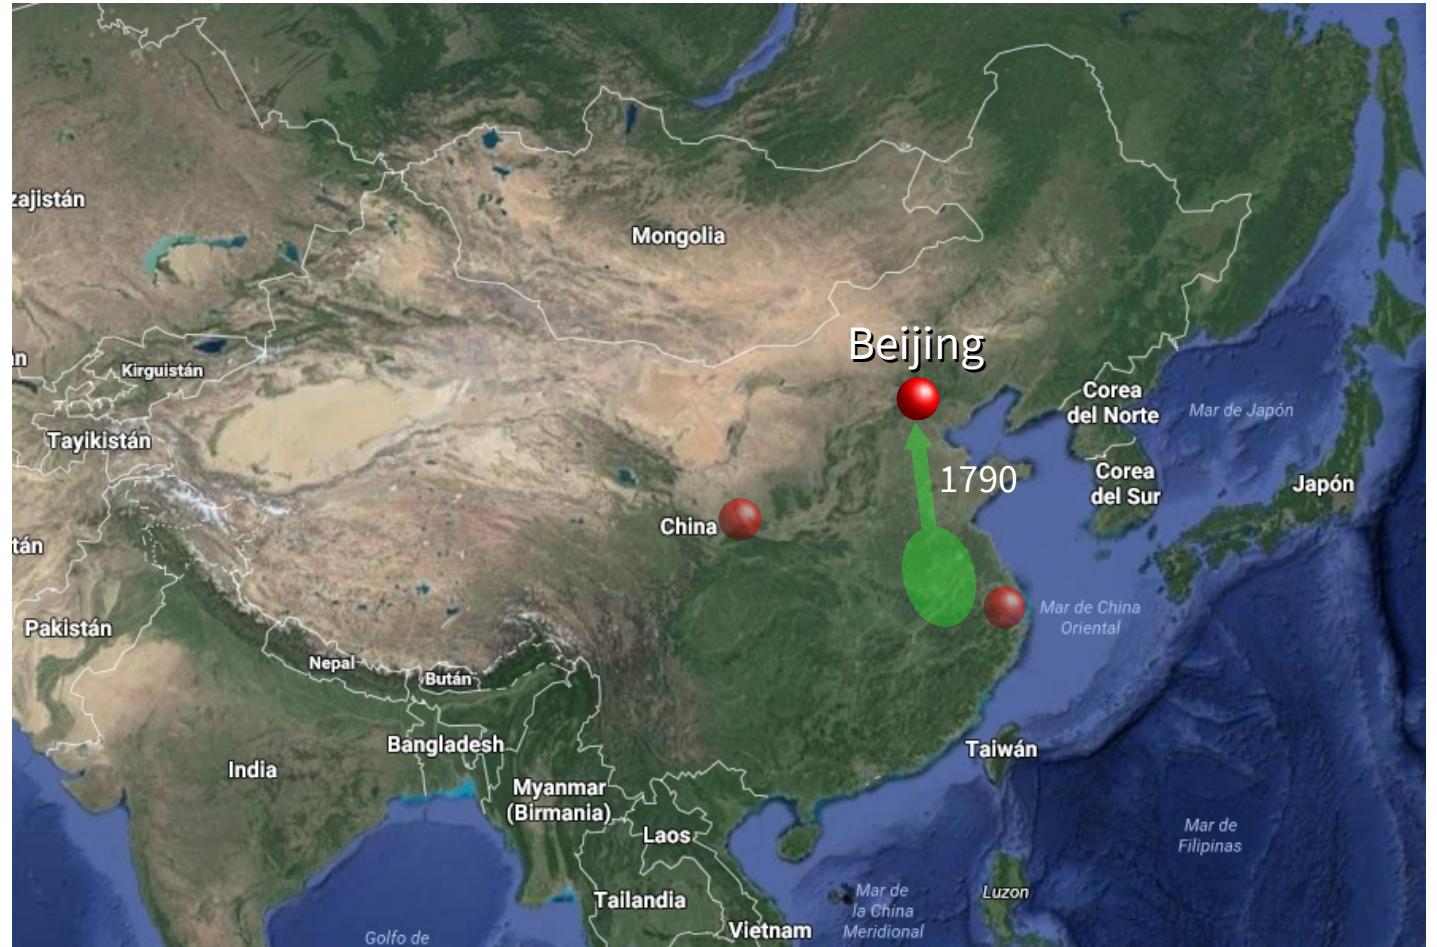 zajistán
Mongolia
Beijing
in
Kirguistán
Corea
del Norte
Mar de Japón
Tayikistán
1790
Corea
del Sur
Japón
China
tán
Mar de China
Oriental
Pakistán
Nepal
Bután
Bangladesh
India
Taiwán
Myanmar
(Birmania)
Laos
Mar de
Filipinas
Tailandia
Luzon
Mar de
la China
Meridional
Vietnam
Golfo de